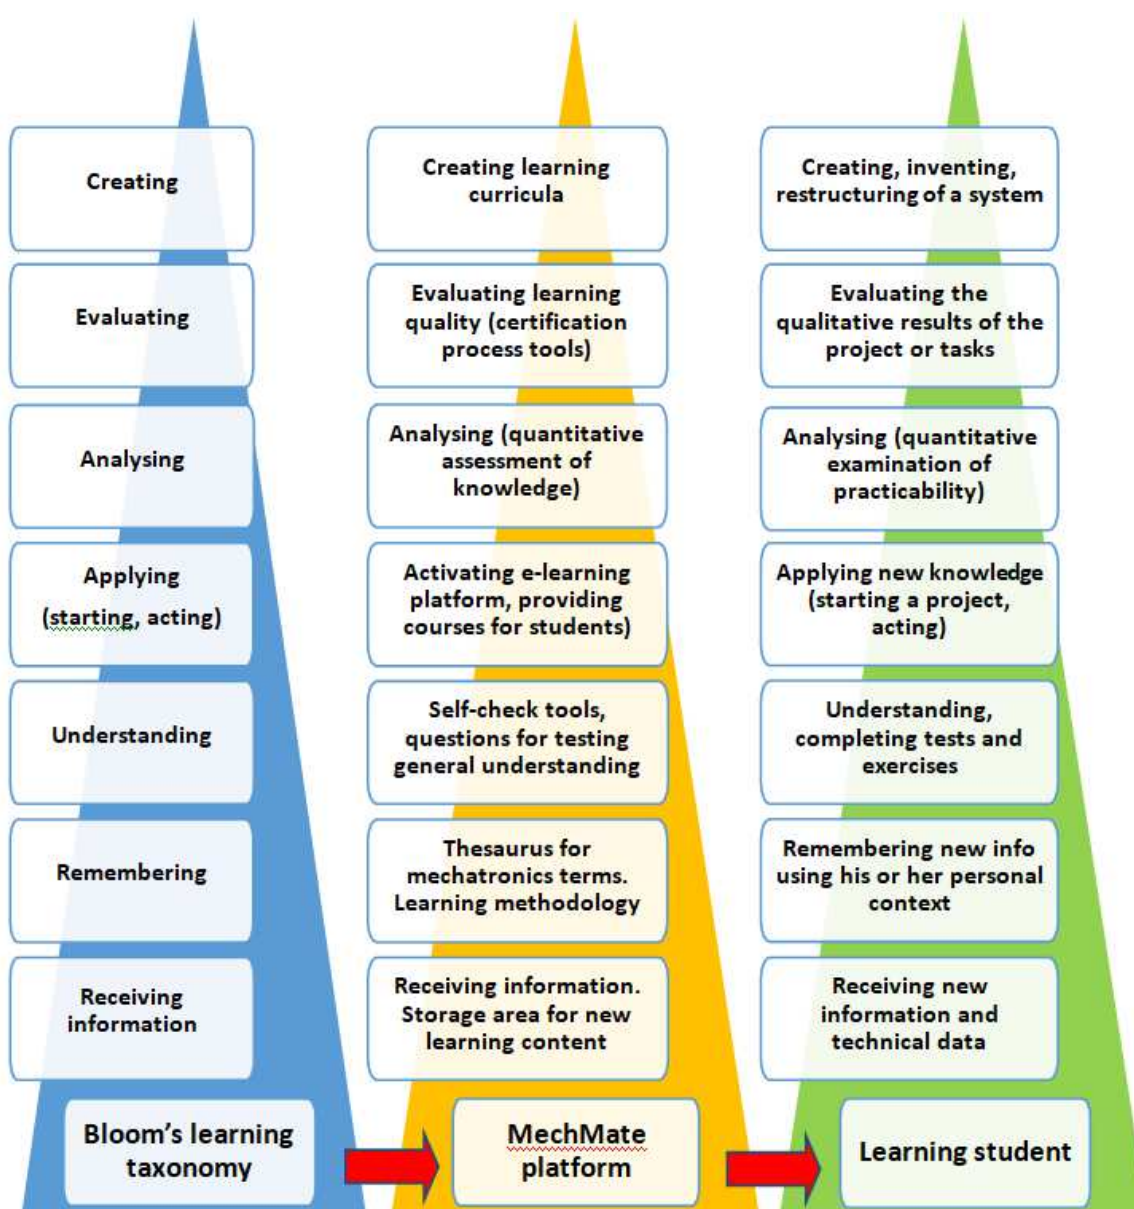 Creating
Evaluating
Analysing
Applying
(starting, acting)
Understanding
Remembering
Receiving
information
Bloom's learning
taxonomy
Creating learning
curricula
Evaluating learning
quality (certification
process tools)
Analysing (quantitative
assessment of
knowledge)
Activating e-learning
platform, providing
courses for students)
Self-check tools,
questions for testing
general understanding
Thesaurus for
mechatronics terms.
Learning methodology
Receiving information.
Storage area for new
learning content
MechMate
platform
Creating, inventing,
restructuring of a system
Evaluating the
qualitative results of the
project or tasks
Analysing (quantitative
examination of
practicability)
Applying new knowledge
(starting a project,
acting)
Understanding,
completing tests and
exercises
Remembering new info
using his or her personal
context
Receiving new
information and
technical data
Learning student